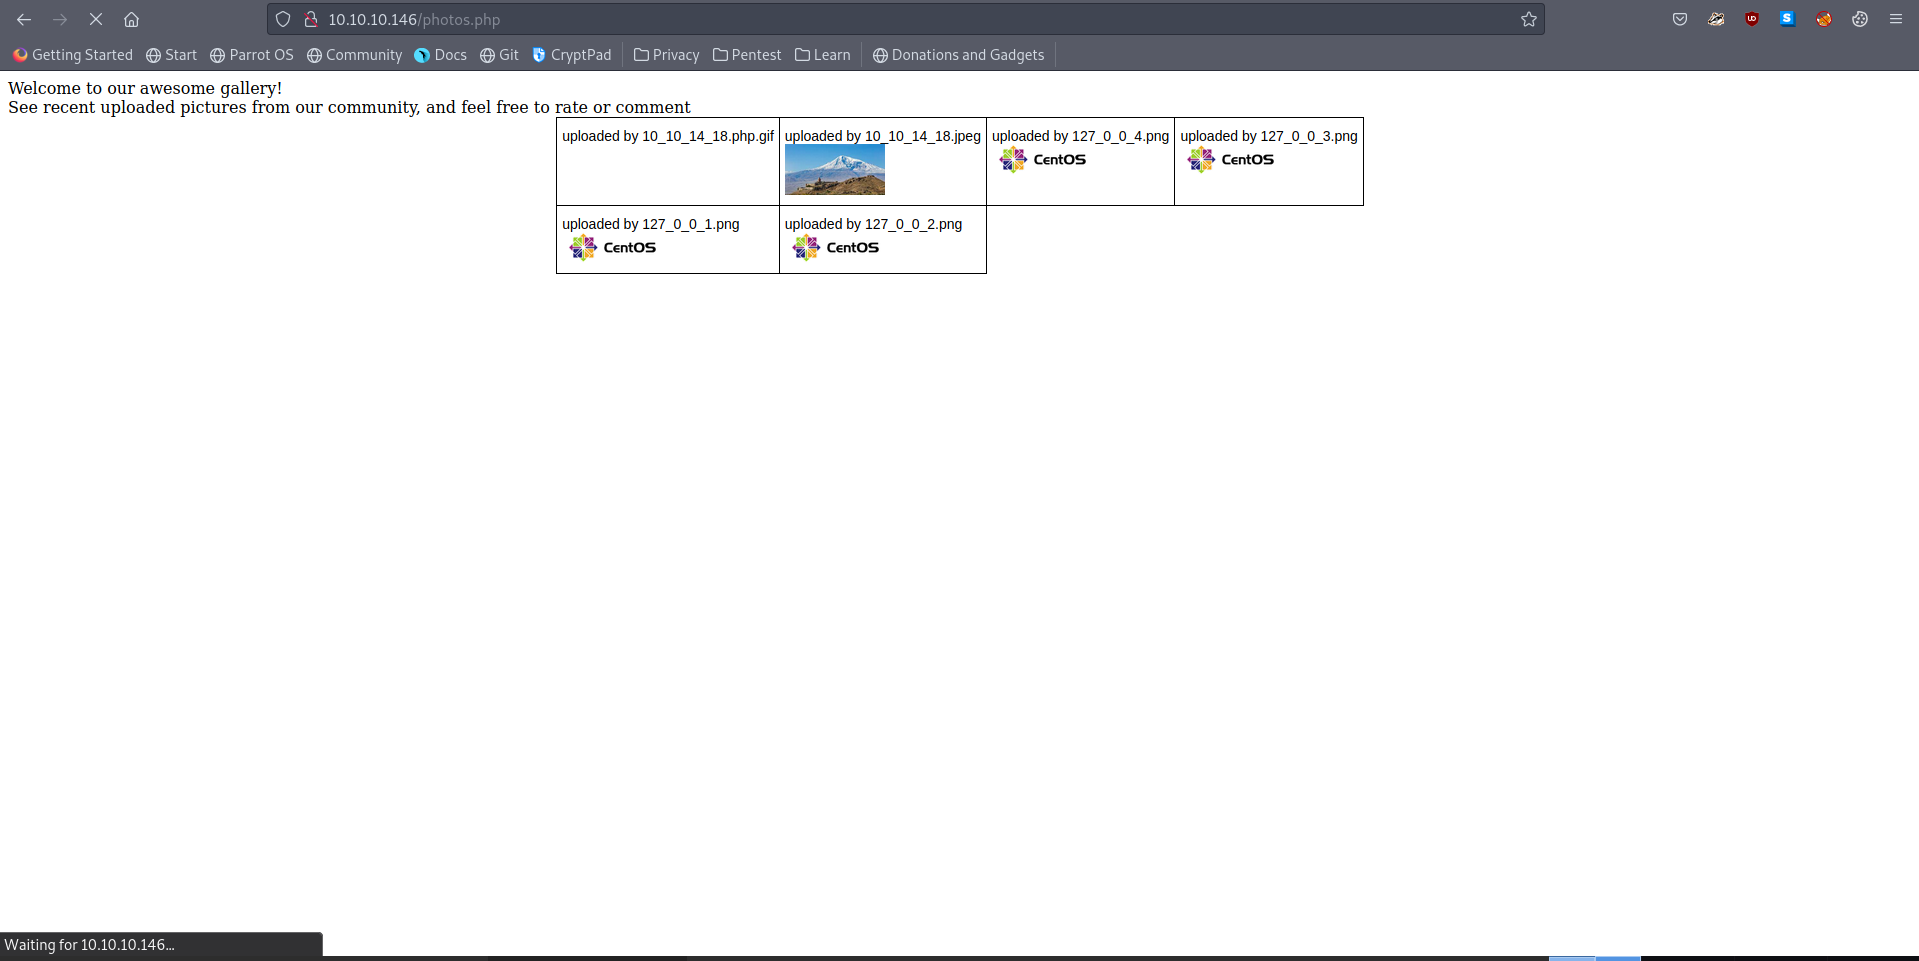 10.10.10.146/photos.php
Getting Started Start Parrot OS Community Docs Git CryptPad Privacy Pentest Learn Donations and Gadgets
Welcome to our awesome gallery!
See recent uploaded pictures from our community, and feel free to rate or comment
uploaded by 10_10_14_18.php.gif uploaded by 10_10_14_18.jpeg uploaded by 127_0_0_4.png uploaded by 127_0_0_3.png
CentOS CentOS
uploaded by 127_0_0_1.png uploaded by 127_0_0_2.png
CentOS CentOS
Waiting for 10.10.10.146...